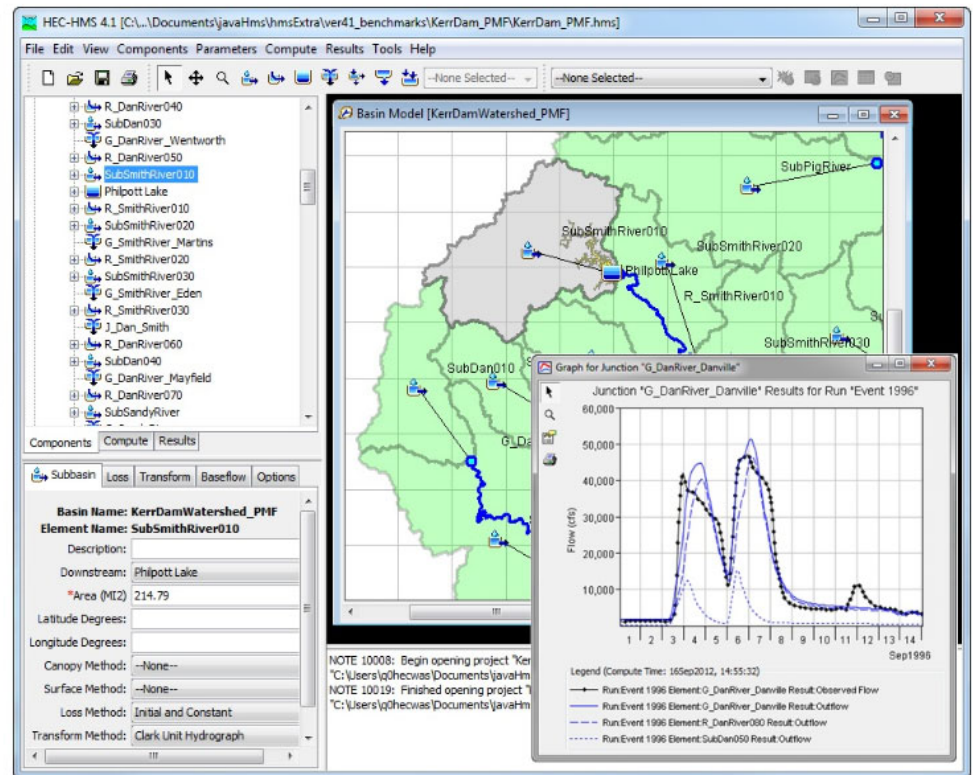 HEC-HMS 4.1 [C:\...\Documents\javaHms\hmsExtra\ver41_benchmarks\KerrDam_PMF\KerrDam_PMF.hms]
File Edit View Components Parameters Compute Results Tools Help
--None Selected-- --None Selected--
R_DanRiver040
SubDan030
G_DanRiver_Wentworth
R_DanRiver050
SubSmithRiver010
Philpott Lake
R_SmithRiver010
SubSmithRiver020
G_SmithRiver_Martins
R_SmithRiver020
SubSmithRiver030
G_SmithRiver_Eden
R_SmithRiver030
J_Dan_Smith
R_DanRiver060
SubDan040
G_DanRiver_Mayfield
R_DanRiver070
SubSandyRiver
Components Compute Results
Subbasin Loss Transform Baseflow Options
Basin Name: KerrDamWatershed_PMF
Element Name: SubSmithRiver010
Description:
Downstream: Philpott Lake
*Area (MI2) 214.79
Latitude Degrees:
Longitude Degrees:
Canopy Method: --None--
Surface Method: --None--
Loss Method: Initial and Constant
Transform Method: Clark Unit Hydrograph
Basin Model [KerrDamWatershed_PMF]
SubPigRiver
SubSmithRiver010
SubSmithRiver020
PhilpottLake
R_SmithRiver010
SubSmithRiver030
SubDan010
G_Da
NOTE 10008: Begin opening project "Ker
"C:\Users\q0hecwas\Documents\javaHm
NOTE 10019: Finished opening project "
"C:\Users\q0hecwas\Documents\javaHm
Graph for Junction "G_DanRiver_Danville"
Junction "G_DanRiver_Danville" Results for Run "Event 1996"
60,000
50,000
40,000
30,000
20,000
10,000
Flow (cfs)
1 2 3 4 5 6 7 8 9 10 11 12 13 14
Sep1996
Legend (Compute Time: 16Sep2012, 14:55:32)
Run:Event 1996 Element:G_DanRiver_Danville Result:Observed Flow
Run:Event 1996 Element:G_DanRiver_Danville Result:Outflow
Run:Event 1996 Element:R_DanRiver080 Result:Outflow
Run:Event 1996 Element:SubDan050 Result:Outflow